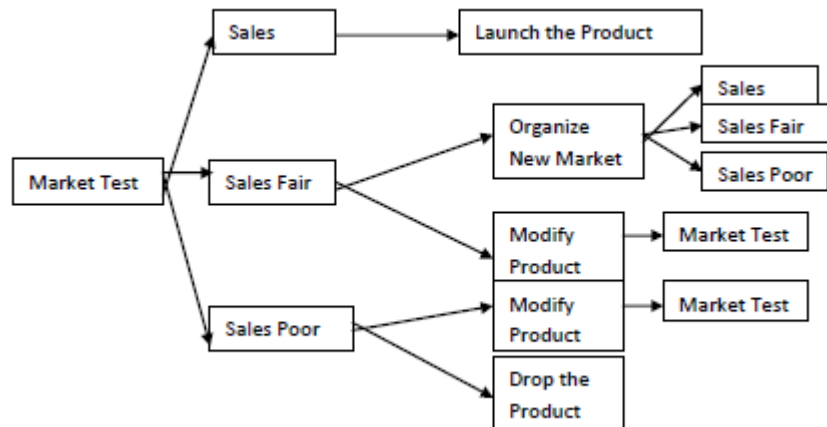 Sales
Launch the Product
Sales
Organize
New Market
Sales Fair
Sales Poor
Market Test
Sales Fair
Modify
Product
Market Test
Modify
Product
Market Test
Sales Poor
Drop the
Product